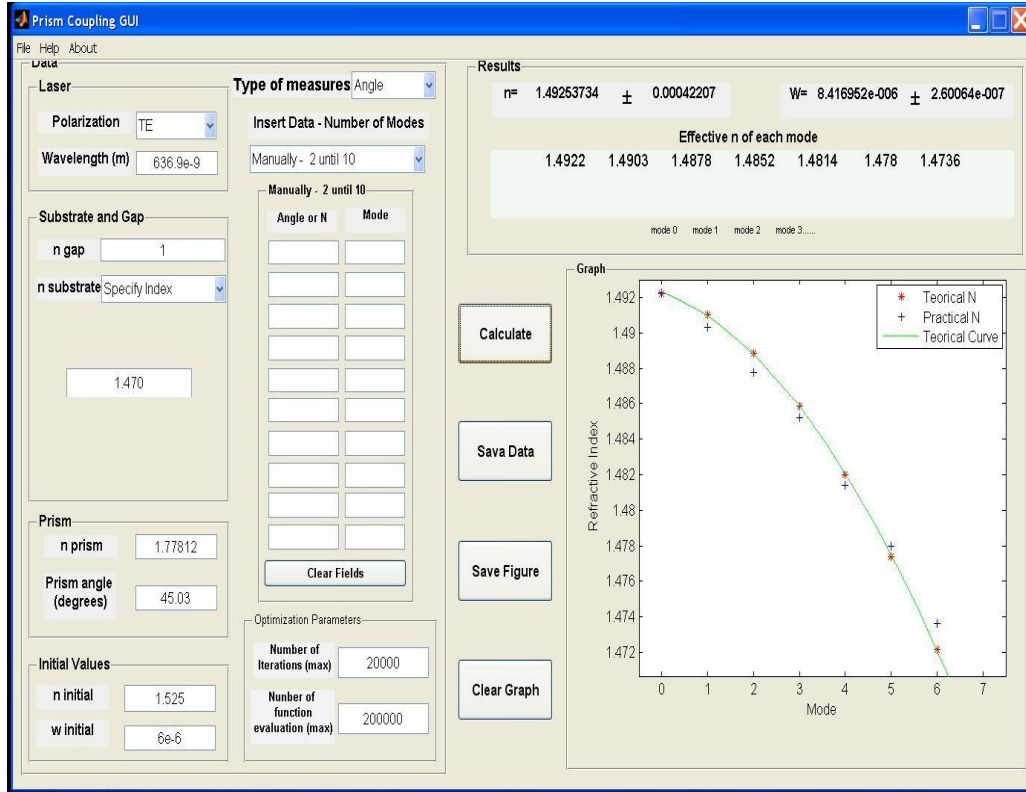 Prism Coupling GUI
File Help About
Data
Laser
Polarization
TE
Wavelength (m)
636.9e-9
Substrate and Gap
n gap
1
n substrate
Specify Index
1.470
Prism
n prism
1.77812
Prism angle
(degrees)
45.03
Initial Values
n initial
1.525
w initial
6e-6
Type of measures
Angle
Insert Data - Number of Modes
Manually - 2 until 10
Manually - 2 until 10
Angle or N Mode
Clear Fields
Optimization Parameters
Number of
Iterations (max)
20000
Nunber of
function
evaluation (max)
200000
Calculate
Sava Data
Save Figure
Clear Graph
Results
n= 1.49253734 ± 0.00042207 W= 8.416952e-006 ± 2.60064e-007
Effective n of each mode
1.4922 1.4903 1.4878 1.4852 1.4814 1.478 1.4736
mode 0 mode 1 mode 2 mode 3......
Graph
Teorical N
Practical N
Teorical Curve
1.492
1.49
1.488
1.486
1.484
1.482
1.48
1.478
1.476
1.474
1.472
Refractive Index
0 1 2 3 4 5 6 7
Mode